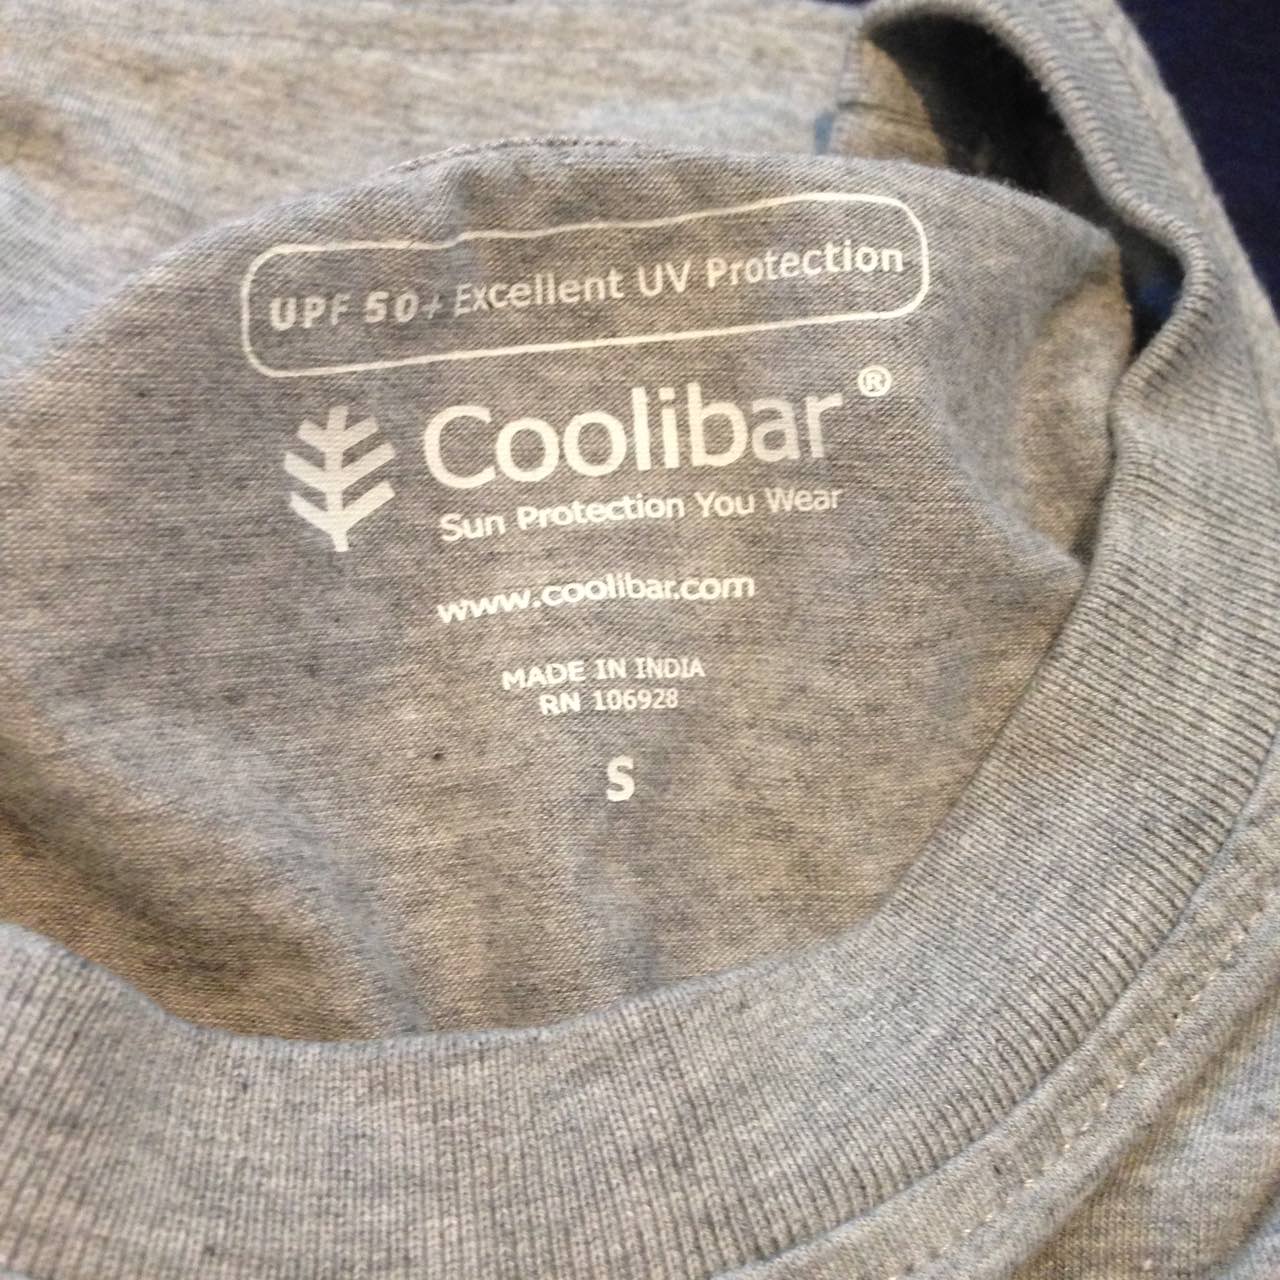 UPF 50+ Excellent UV Protection
Coolibar®
Sun Protection You Wear
www.coolibar.com
MADE IN INDIA
RN 106928
S